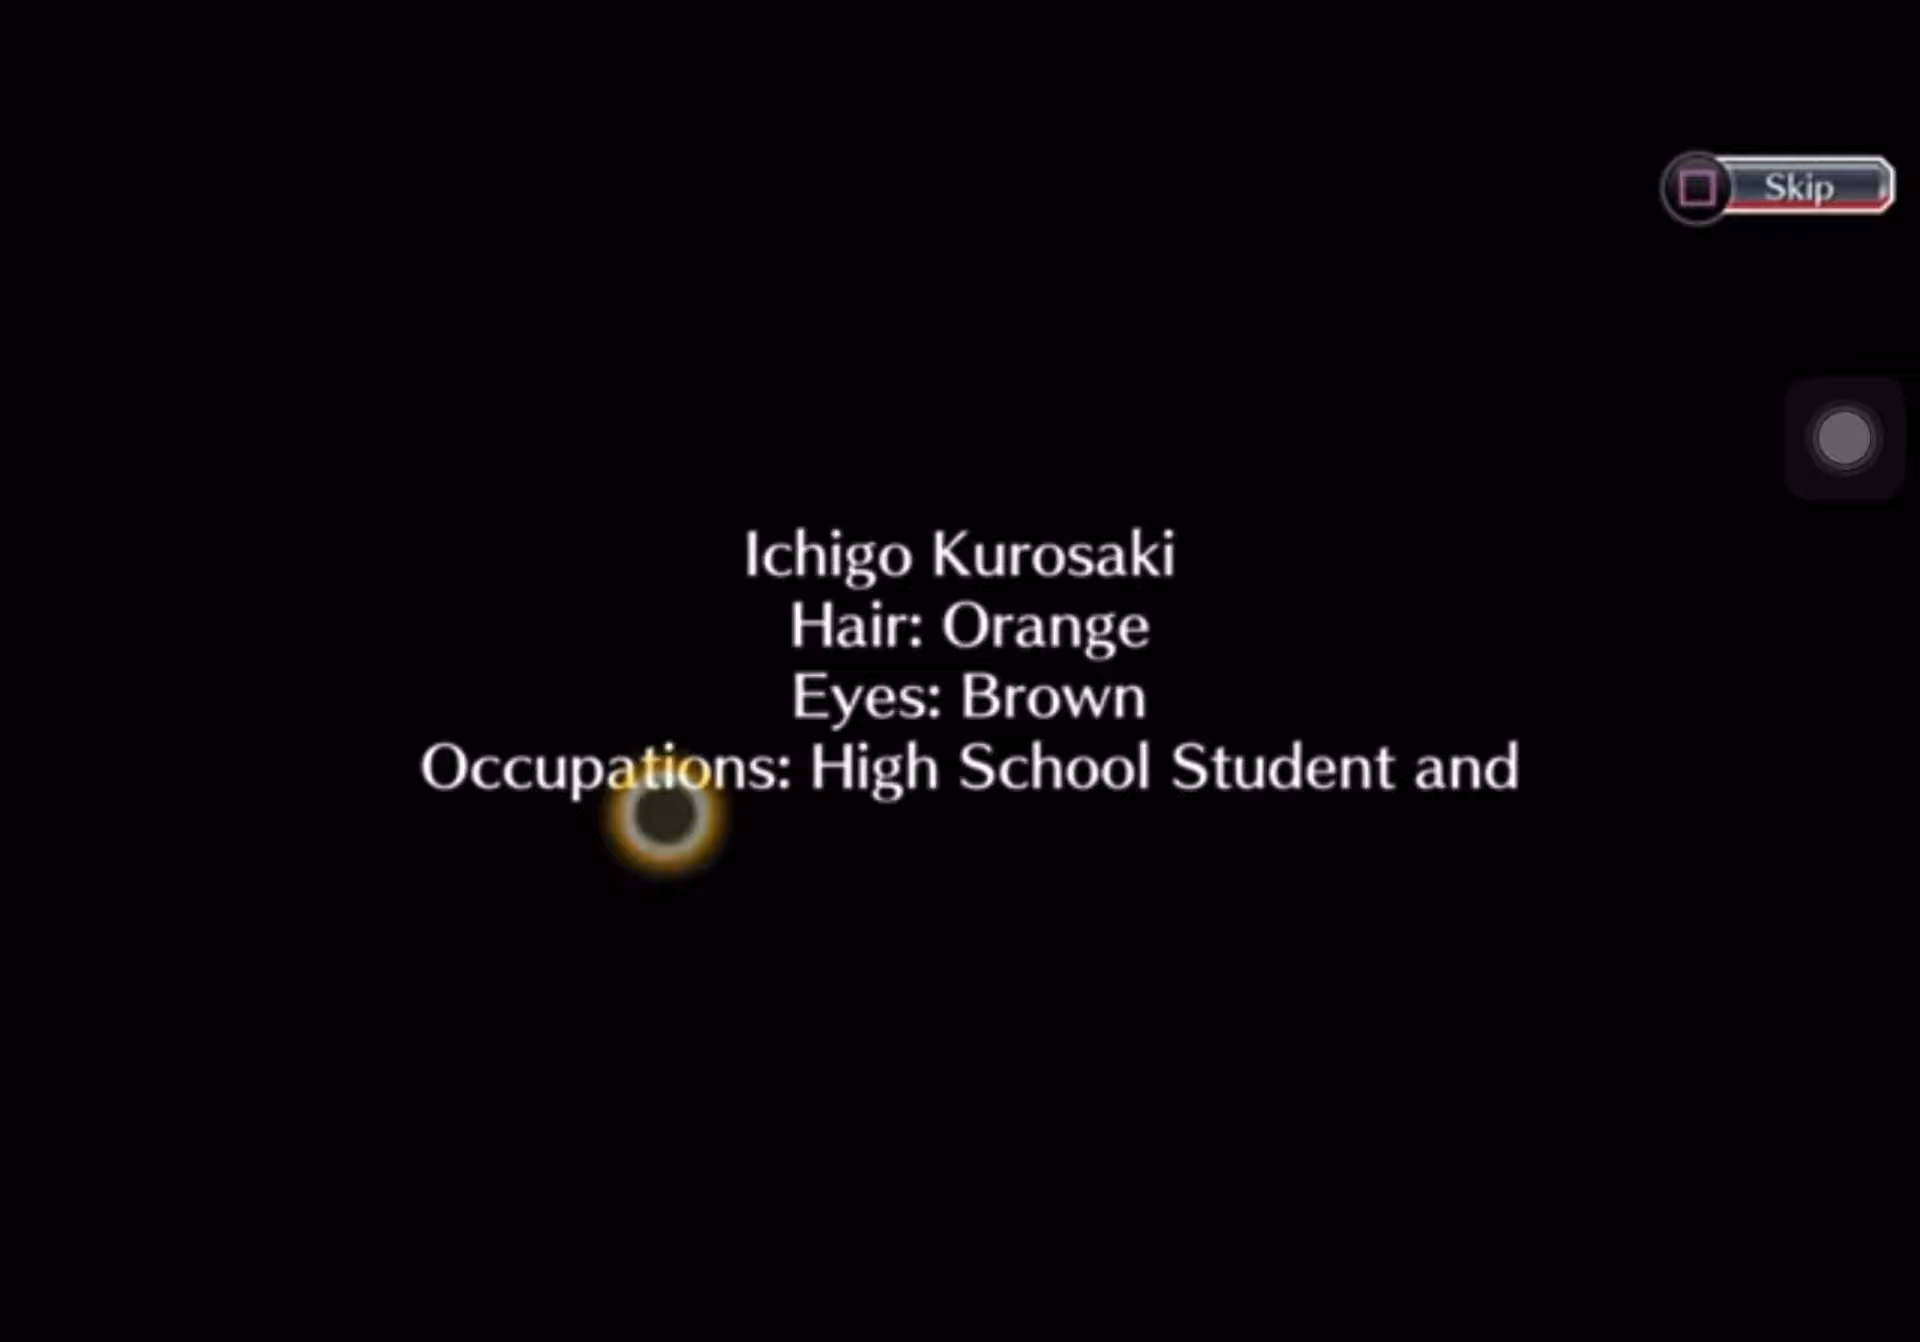 Skip
Ichigo Kurosaki
Hair: Orange
Eyes: Brown
Occupations: High School Student and